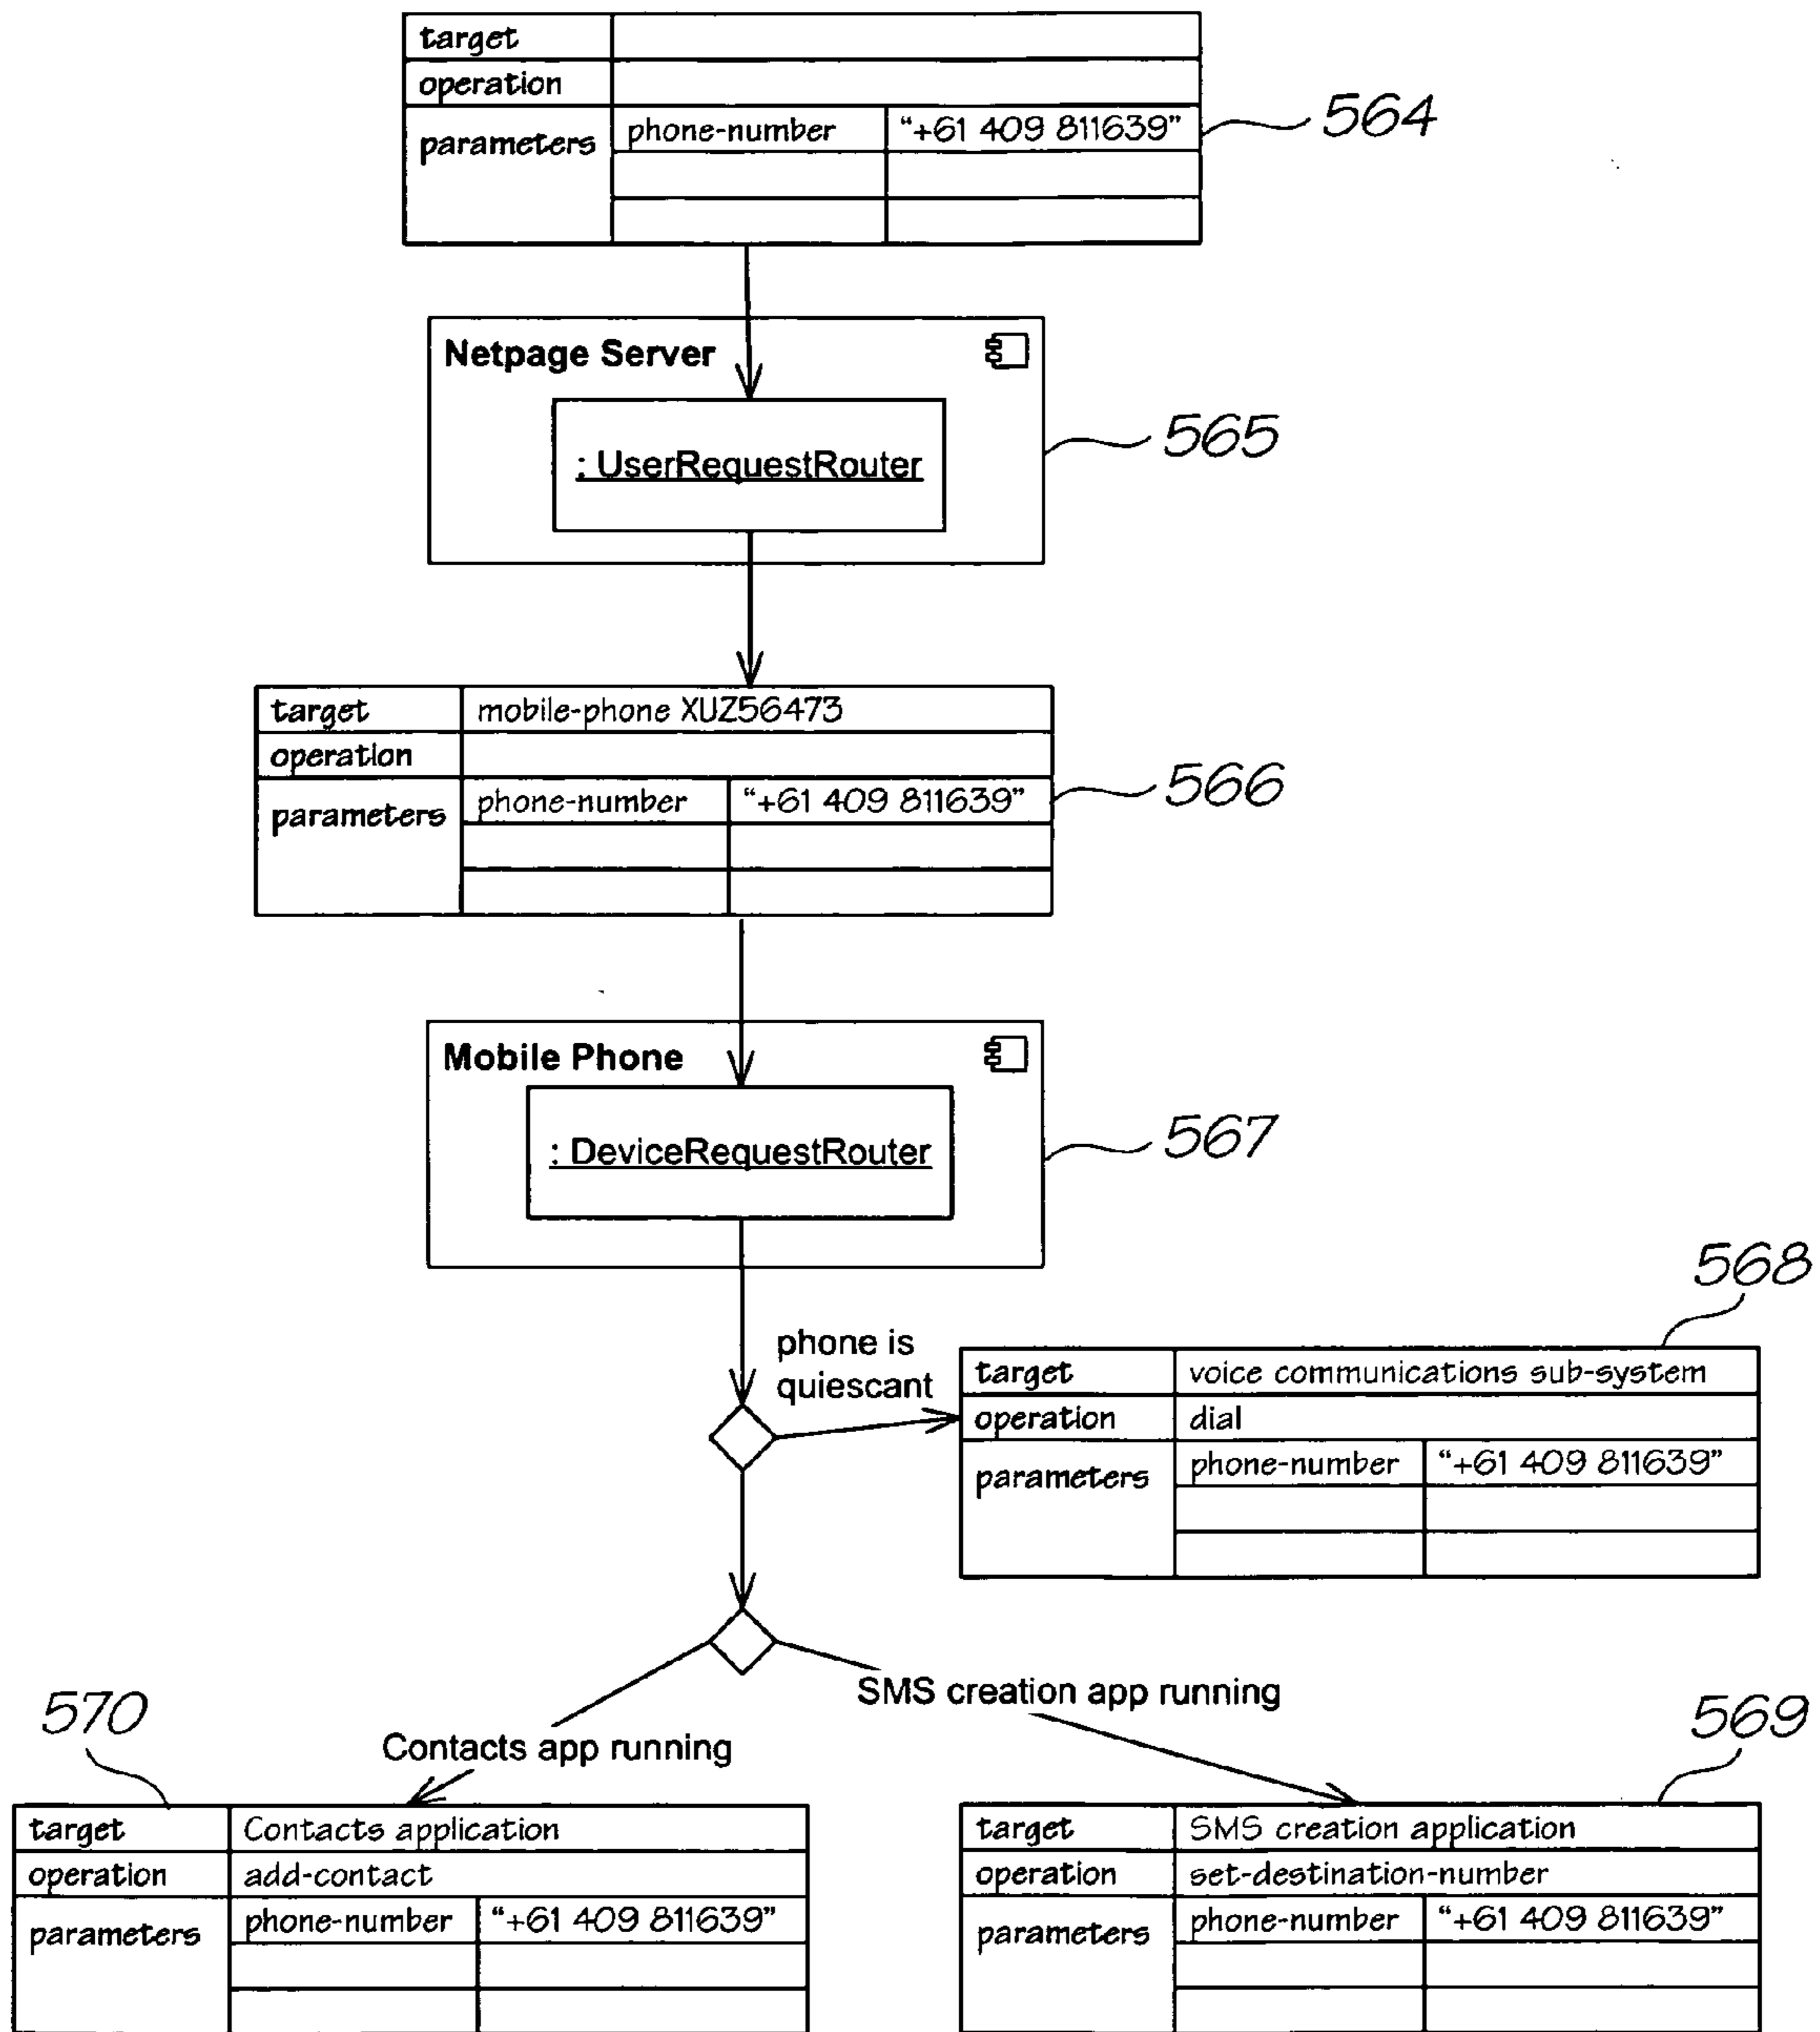 target
operation
parameters phone-number “+61 409 811639”
564
Netpage Server
: UserRequestRouter
565
target mobile-phone XUZ56473
operation
parameters phone-number “+61 409 811639”
566
Mobile Phone
: DeviceRequestRouter
567
phone is
quiescant
568
target voice communications sub-system
operation dial
parameters phone-number “+61 409 811639”
SMS creation app running
Contacts app running
570
target Contacts application
operation add-contact
parameters phone-number “+61 409 811639”
569
target SMS creation application
operation set-destination-number
parameters phone-number “+61 409 811639”